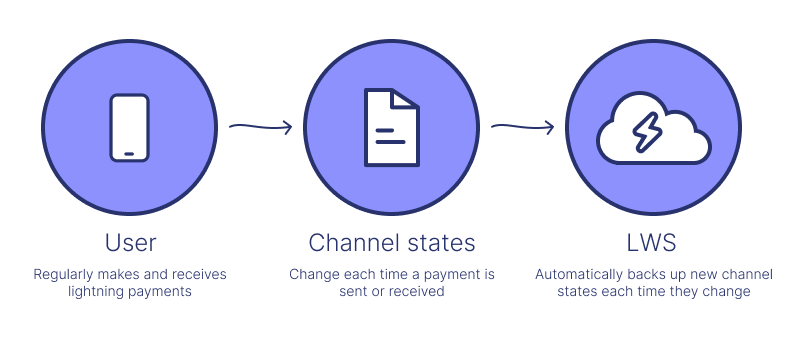 User
Regularly makes and receives
lightning payments
Channel states
Change each time a payment is
sent or received
LWS
Automatically backs up new channel
states each time they change